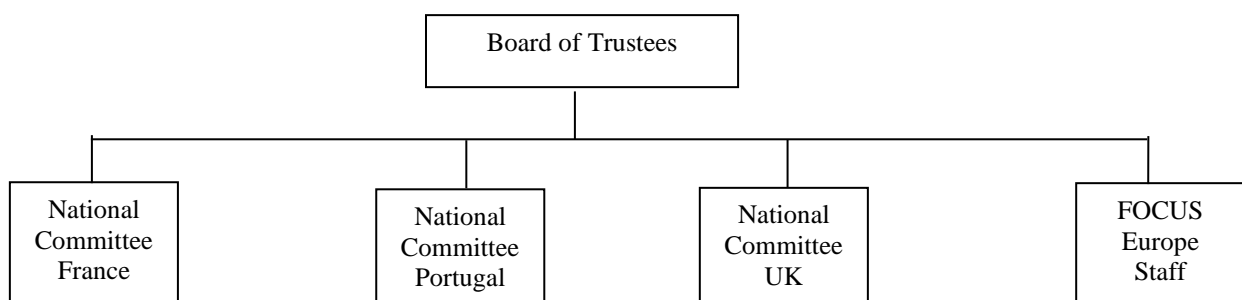 Board of Trustees
National
Committee
France
National
Committee
Portugal
National
Committee
UK
FOCUS
Europe
Staff